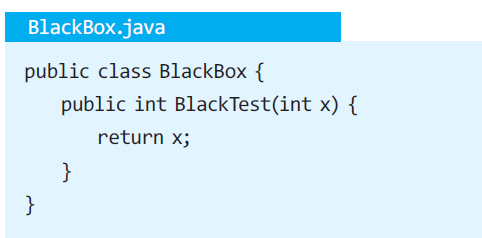 BlackBox.java
public class BlackBox {
public int BlackTest(int x) {
return x;
}
}